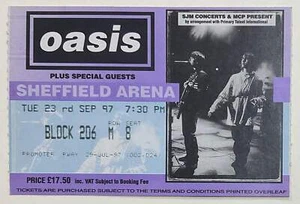 oasis
PLUS SPECIAL GUESTS
SHEFFIELD ARENA
TUE 23rd SEP 97 7:30 PM
ROW SEAT
BLOCK 206 M 8
PROMOTER
PRICE £17.50 inc. VAT Subject to Booking Fee
TICKETS ARE PURCHASED SUBJECT TO THE TERMS AND CONDITIONS PRINTED OVERLEAF
SJM CONCERTS & MCP PRESENT
by arrangement with Primary Talent International